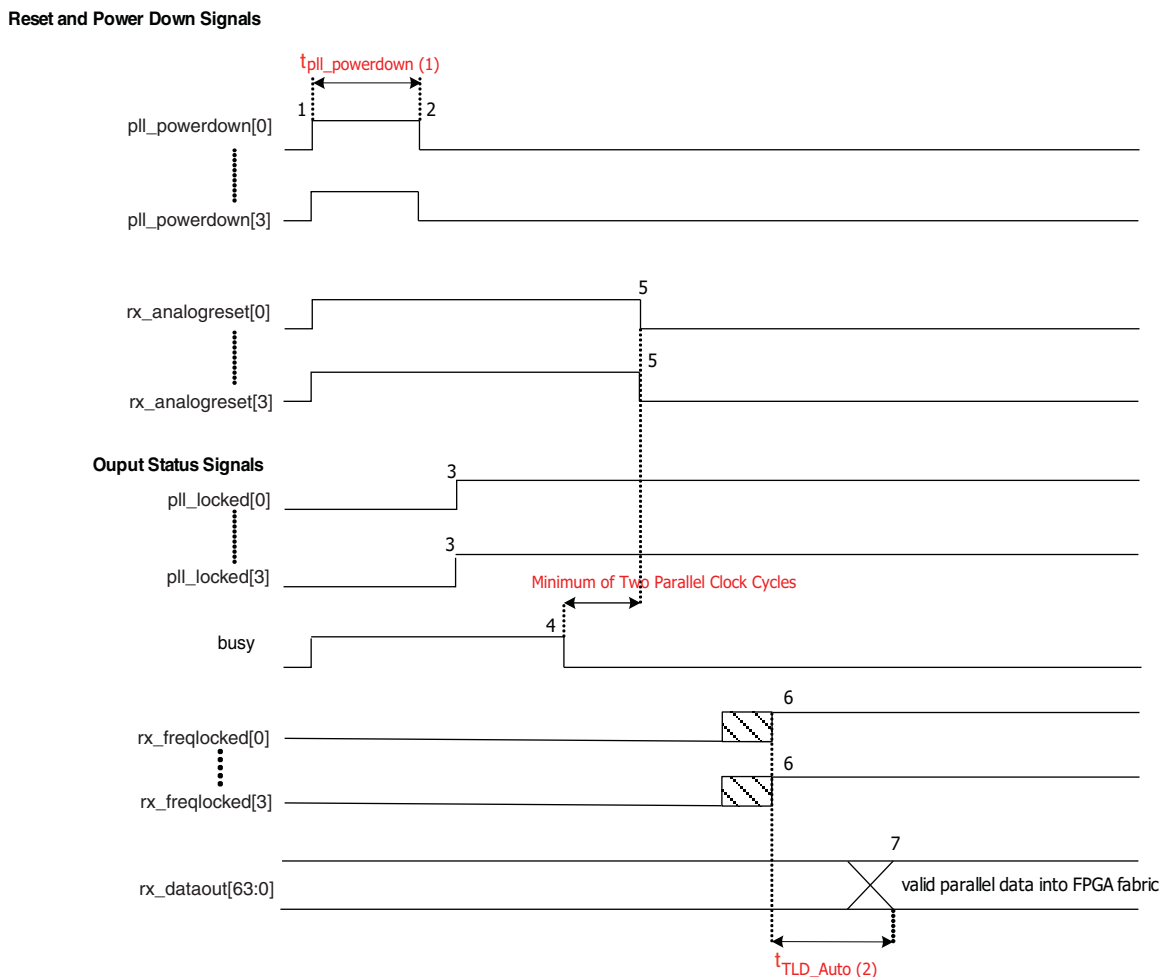 Reset and Power Down Signals
tpll_powerdown (1)
1
2
pll_powerdown[0]
pll_powerdown[3]
5
rx_analogreset[0]
5
rx_analogreset[3]
Ouput Status Signals
3
pll_locked[0]
3
pll_locked[3]
Minimum of Two Parallel Clock Cycles
4
busy
6
rx_freqlocked[0]
6
rx_freqlocked[3]
7
rx_dataout[63:0]
valid parallel data into FPGA fabric
tTLD_Auto (2)